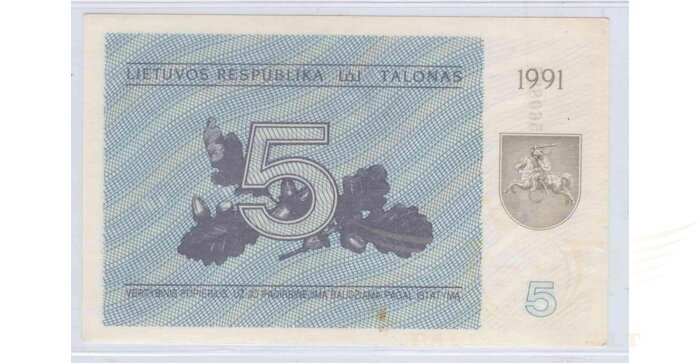 LIETUVOS RESPUBLIKA TALONAS
1991
5
VERTYBINIS POPIERIUS, UŽ JO PADIRBINĖJIMĄ BAUDŽIAMA PAGAL ĮSTATYMĄ
5